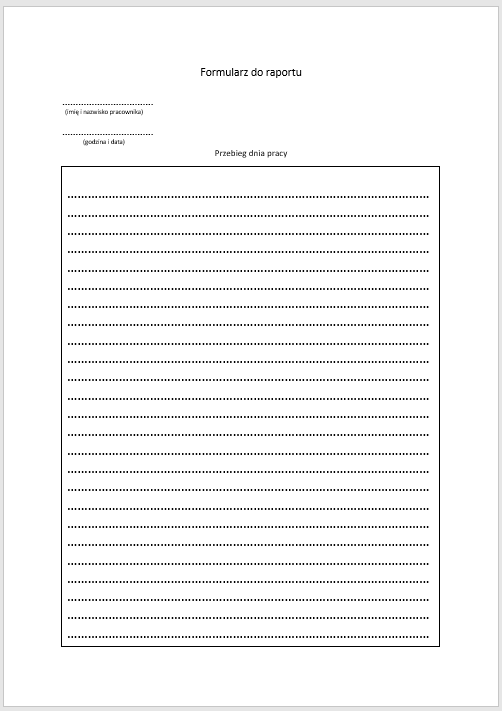 Formularz do raportu
(imię i nazwisko pracownika)
(godzina i data)
Przebieg dnia pracy